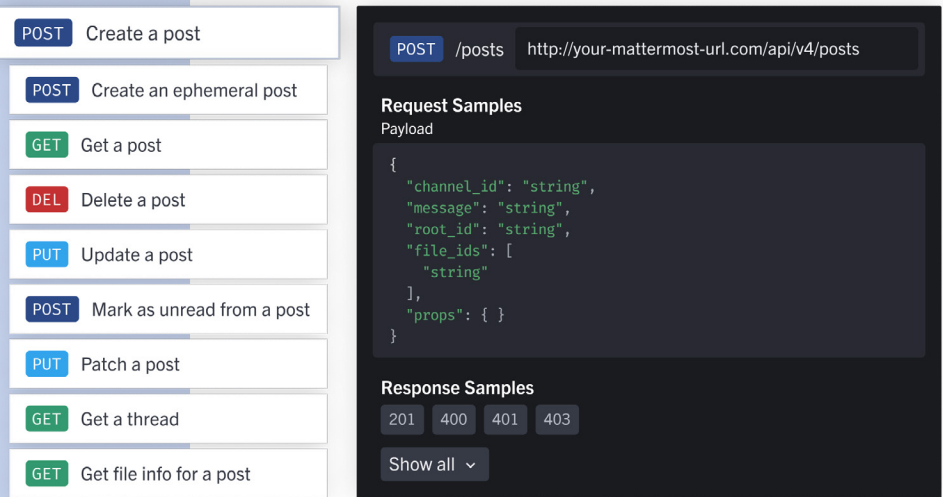 POST Create a post
POST Create an ephemeral post
GET Get a post
DEL Delete a post
PUT Update a post
POST Mark as unread from a post
PUT Patch a post
GET Get a thread
GET Get file info for a post
POST /posts http://your-mattermost-url.com/api/v4/posts
Request Samples
Payload
{
"channel_id": "string",
"message": "string",
"root_id": "string",
"file_ids": [
"string"
],
"props": { }
}
Response Samples
201 400 401 403
Show all